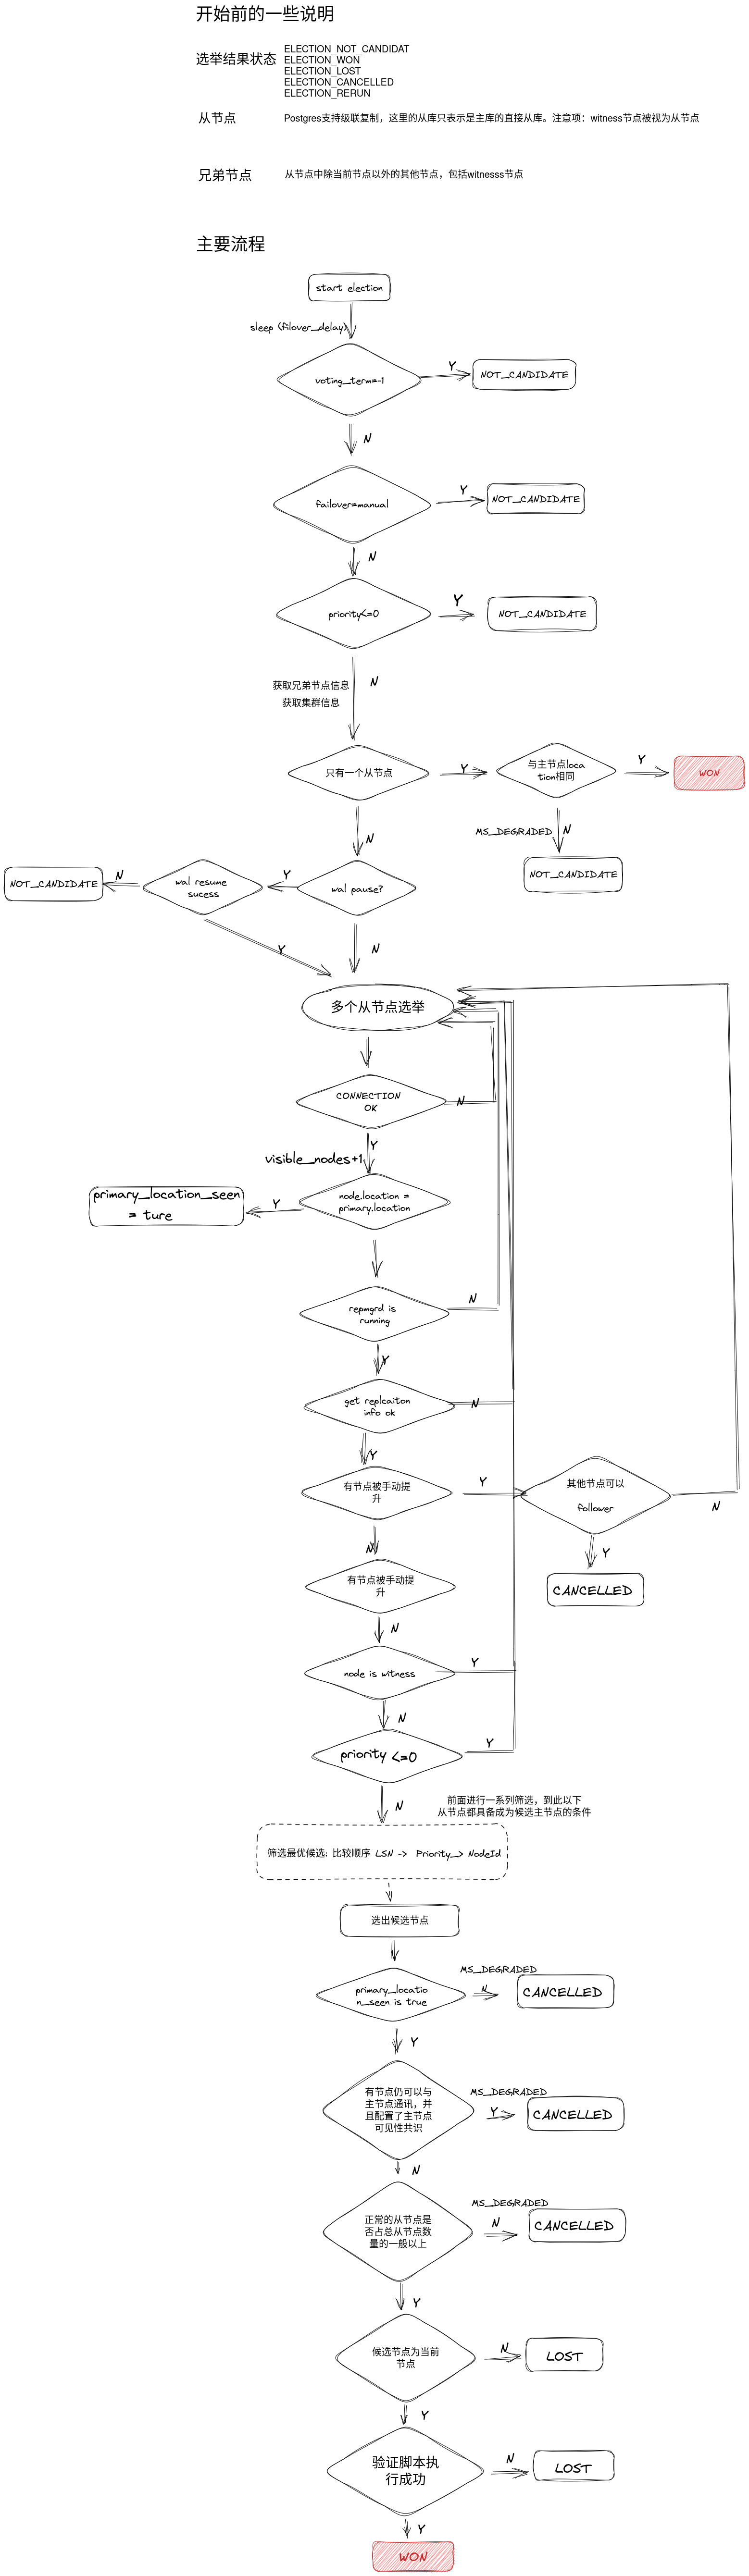 开始前的一些说明
选举结果状态
ELECTION_NOT_CANDIDAT
ELECTION_WON
ELECTION_LOST
ELECTION_CANCELLED
ELECTION_RERUN
从节点
Postgres支持级联复制，这里的从库只表示是主库的直接从库。注意项：witness节点被视为从节点
兄弟节点
从节点中除当前节点以外的其他节点，包括witnesss节点
主要流程
start election
sleep (filover_delay)
voting_term=-1
Y
NOT_CANDIDATE
N
failover=manual
Y
NOT_CANDIDATE
N
priority<=0
Y
NOT_CANDIDATE
获取兄弟节点信息
获取集群信息
N
只有一个从节点
Y
与主节点loca
tion相同
Y
WON
MS_DEGRADED
N
NOT_CANDIDATE
N
wal pause?
Y
wal resume
sucess
N
NOT_CANDIDATE
Y
N
多个从节点选举
CONNECTION
OK
N
Y
visible_nodes+1
node.location =
primary.location
Y
primary_location_seen
= ture
repmgrd is
running
N
Y
get replcaiton
info ok
N
Y
有节点被手动提
升
Y
其他节点可以
follower
N
Y
CANCELLED
N
有节点被手动提
升
N
node is witness
Y
N
priority <=0
Y
N
前面进行一系列筛选，到此以下
从节点都具备成为候选主节点的条件
筛选最优候选: 比较顺序 LSN -> Priority_> NodeId
选出候选节点
primary_locatio
n_seen is true
MS_DEGRADED
N
CANCELLED
Y
有节点仍可以与
主节点通讯，并
且配置了主节点
可见性共识
MS_DEGRADED
Y
CANCELLED
N
正常的从节点是
否占总从节点数
量的一般以上
MS_DEGRADED
N
CANCELLED
Y
候选节点为当前
节点
N
LOST
Y
验证脚本执
行成功
N
LOST
Y
WON